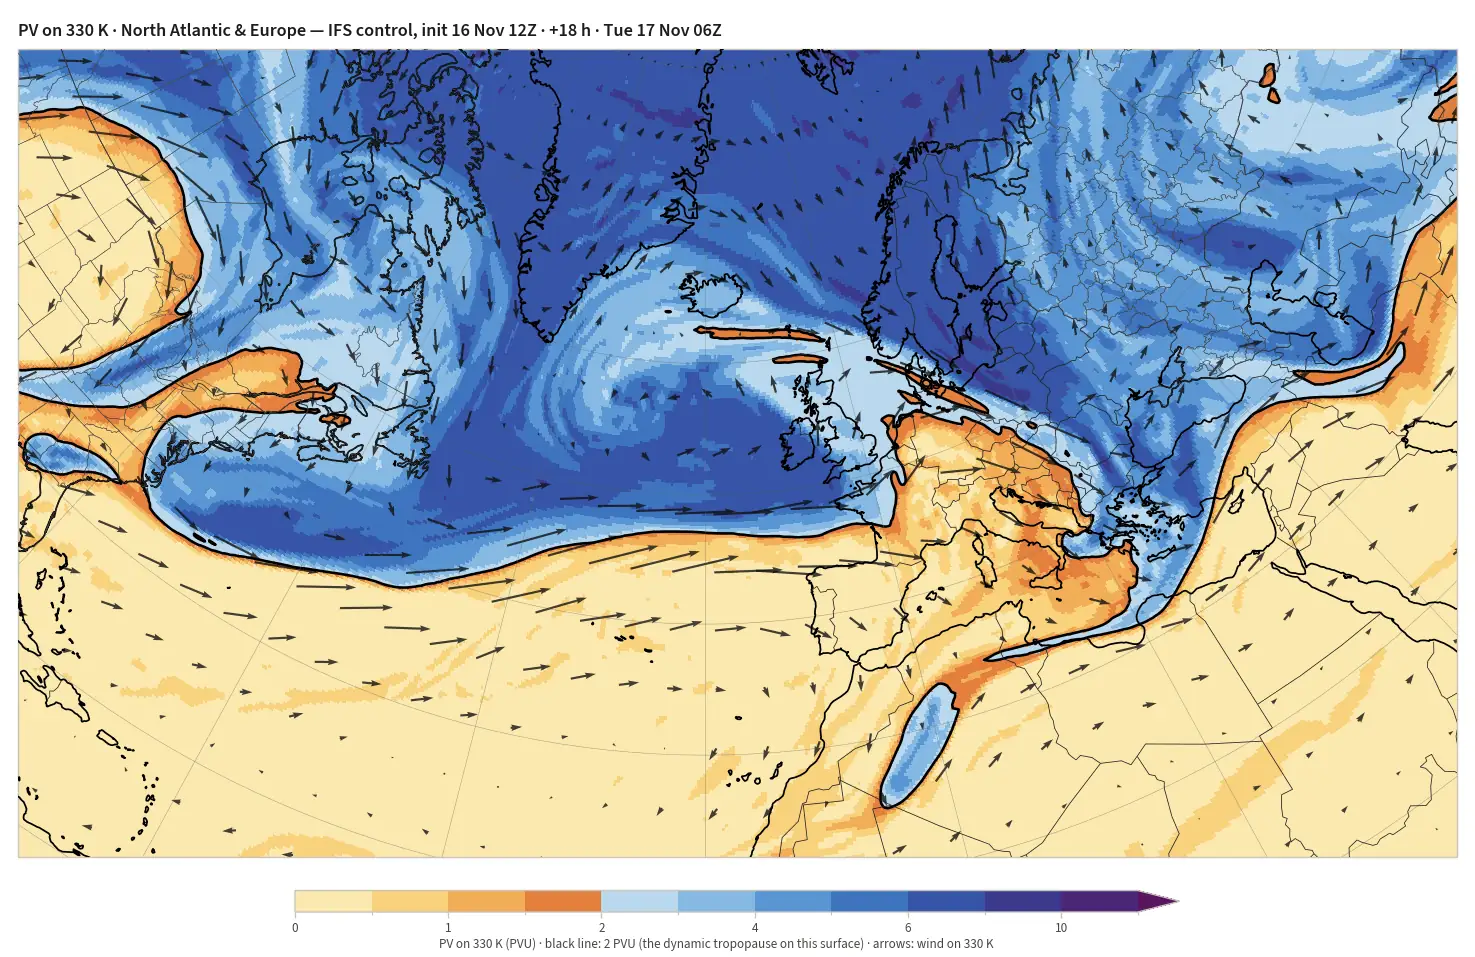 PV on 330 K · North Atlantic & Europe — IFS control, init 16 Nov 12Z · +18 h · Tue 17 Nov 06Z
0 1 2 4 6 10
PV on 330 K (PVU) · black line: 2 PVU (the dynamic tropopause on this surface) · arrows: wind on 330 K